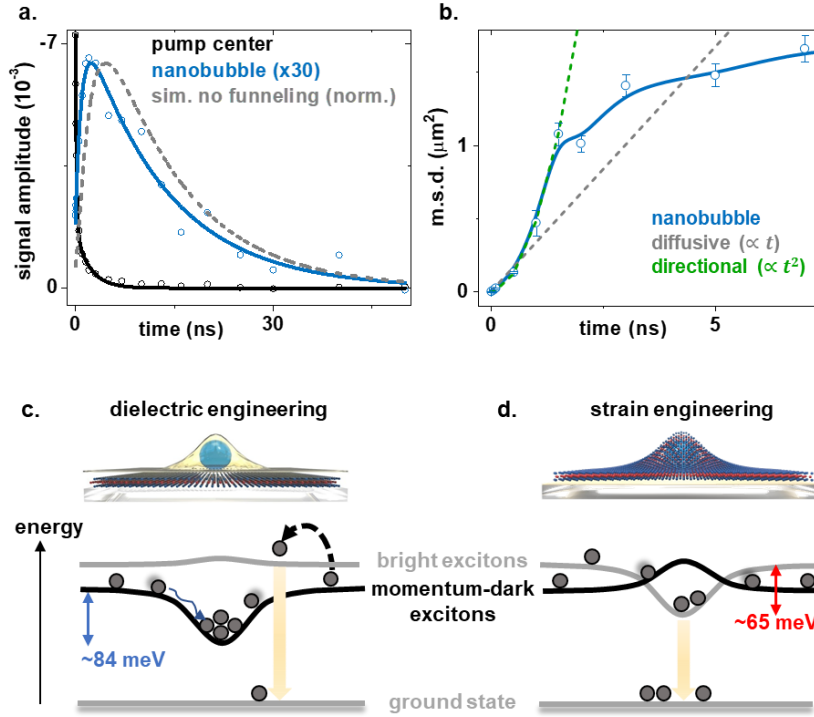 a.
-7
0
signal amplitude (10⁻³)
pump center
nanobubble (x30)
sim. no funneling (norm.)
0
30
time (ns)
b.
1
0
m.s.d. (μm²)
nanobubble
diffusive (∝ t)
directional (∝ t²)
0
5
time (ns)
c.
dielectric engineering
energy
~84 meV
bright excitons
momentum-dark
excitons
ground state
d.
strain engineering
~65 meV